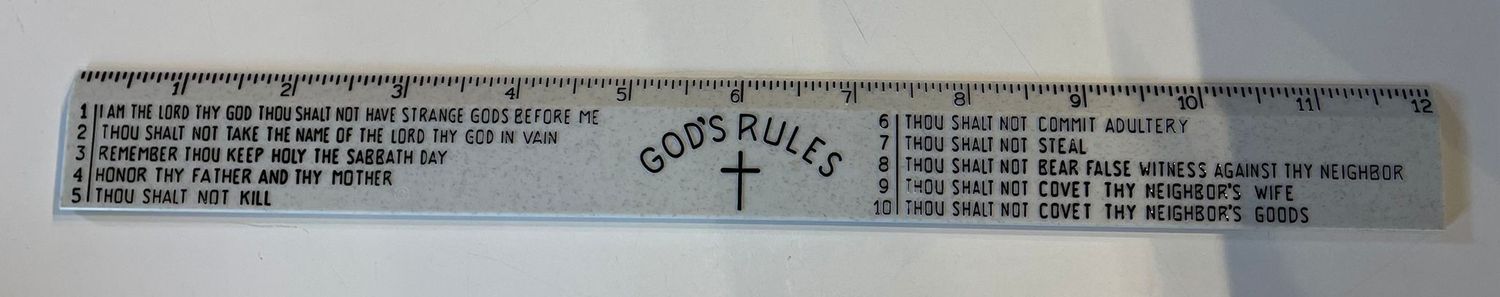 1 2 3 4 5 6 7 8 9 10 11 12
1 I AM THE LORD THY GOD THOU SHALT NOT HAVE STRANGE GODS BEFORE ME
2 THOU SHALT NOT TAKE THE NAME OF THE LORD THY GOD IN VAIN
3 REMEMBER THOU KEEP HOLY THE SABBATH DAY
4 HONOR THY FATHER AND THY MOTHER
5 THOU SHALT NOT KILL
GOD'S RULES
6 THOU SHALT NOT COMMIT ADULTERY
7 THOU SHALT NOT STEAL
8 THOU SHALT NOT BEAR FALSE WITNESS AGAINST THY NEIGHBOR
9 THOU SHALT NOT COVET THY NEIGHBOR'S WIFE
10 THOU SHALT NOT COVET THY NEIGHBOR'S GOODS